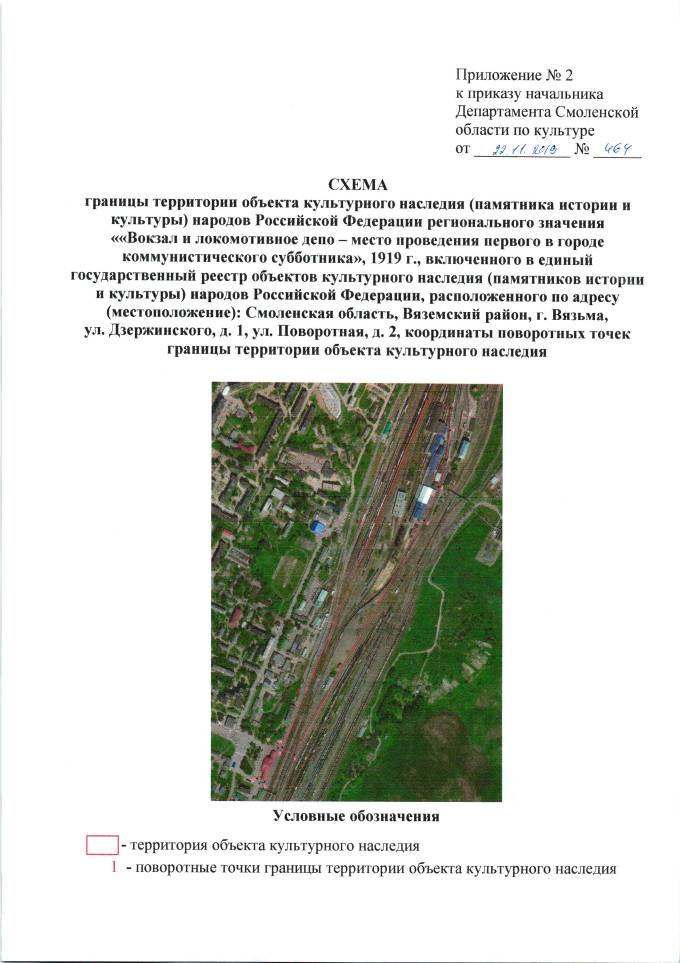 Приложение № 2
к приказу начальника
Департамента Смоленской
области по культуре
от 22.11.2019 № 464
СХЕМА
границы территории объекта культурного наследия (памятника истории и
культуры) народов Российской Федерации регионального значения
««Вокзал и локомотивное депо – место проведения первого в городе
коммунистического субботника», 1919 г., включенного в единый
государственный реестр объектов культурного наследия (памятников истории
и культуры) народов Российской Федерации, расположенного по адресу
(местоположение): Смоленская область, Вяземский район, г. Вязьма,
ул. Дзержинского, д. 1, ул. Поворотная, д. 2, координаты поворотных точек
границы территории объекта культурного наследия
Условные обозначения
- территория объекта культурного наследия
1 - поворотные точки границы территории объекта культурного наследия